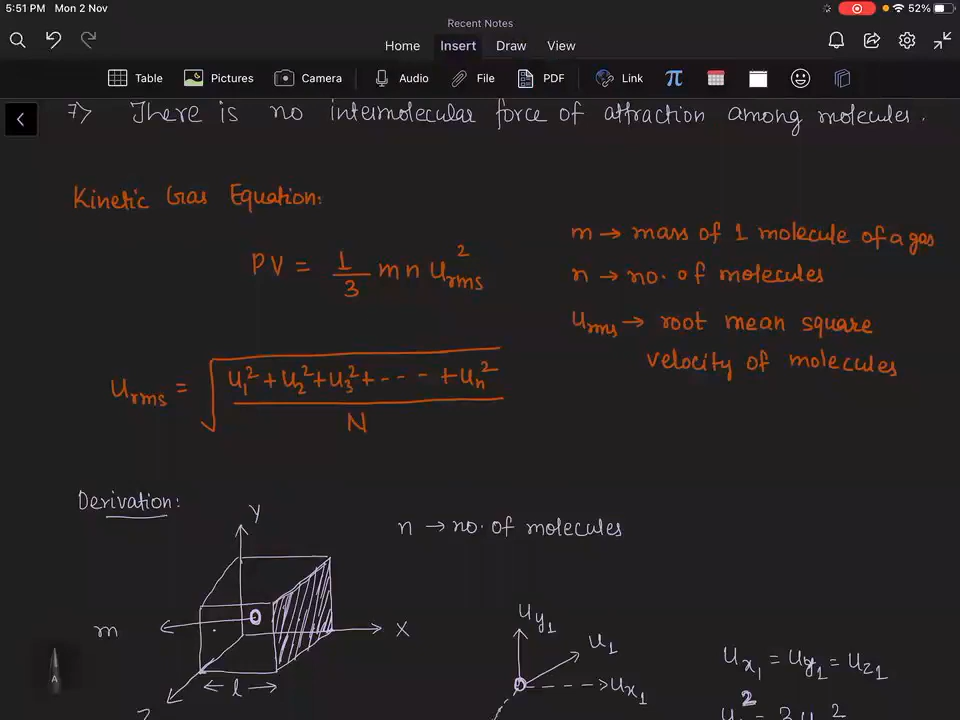 5:51 PM Mon 2 Nov
52%
Recent Notes
Home Insert Draw View
Table Pictures Camera Audio File PDF Link π
7> There is no intermolecular force of attraction among molecules.
Kinetic Gas Equation:
PV = 1/3 m n u²rms
m → mass of 1 molecule of a gas
n → no. of molecules
Urms → root mean square
velocity of molecules
Urms = √((u₁² + u₂² + u₃² + - - - - + un²)/N)
Derivation:
n → no. of molecules
Y
m
X
l
Z
uy₁
u₁
ux₁
ux₁ = uy₁ = uz₁
A